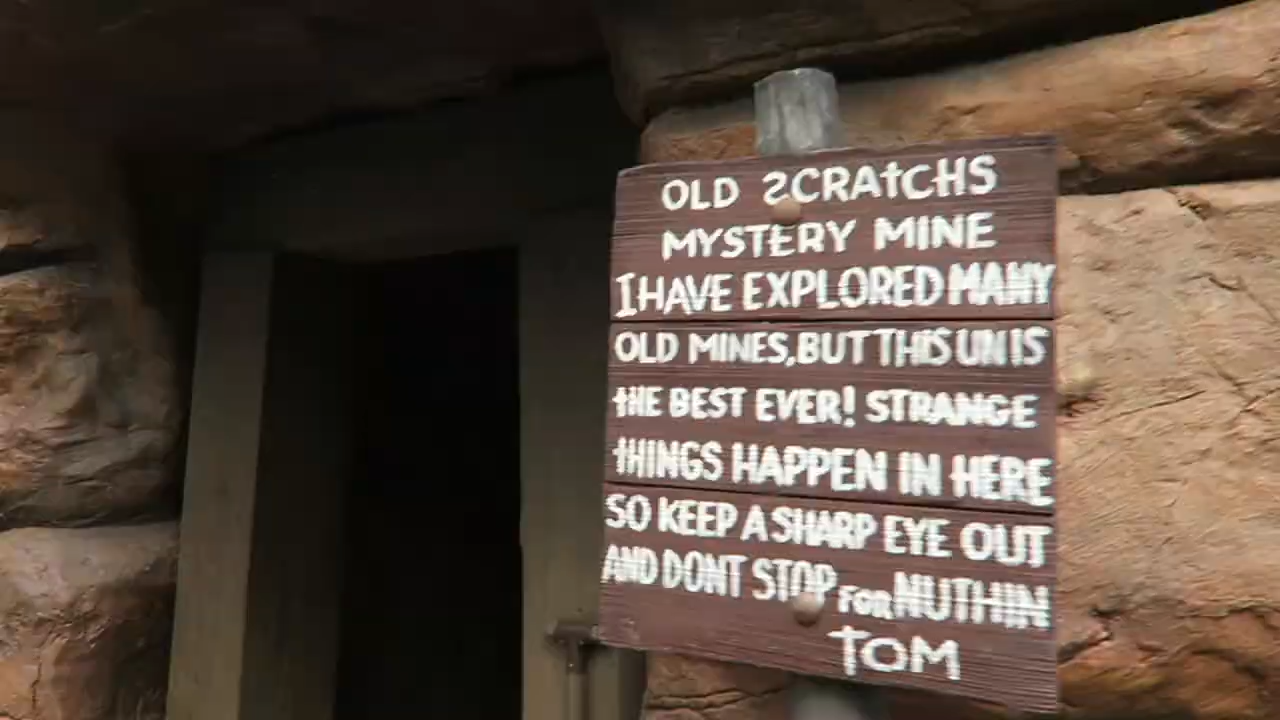 OLD SCRAtCHS
MYSTERY MINE
I HAVE EXPLORED MANY
OLD MINES, BUT THIS UN IS
tHE BEST EVER! STRANGE
tHINGS HAPPEN IN HERE
SO KEEP A SHARP EYE OUT
AND DONT STOP FOR NUTHIN
TOM